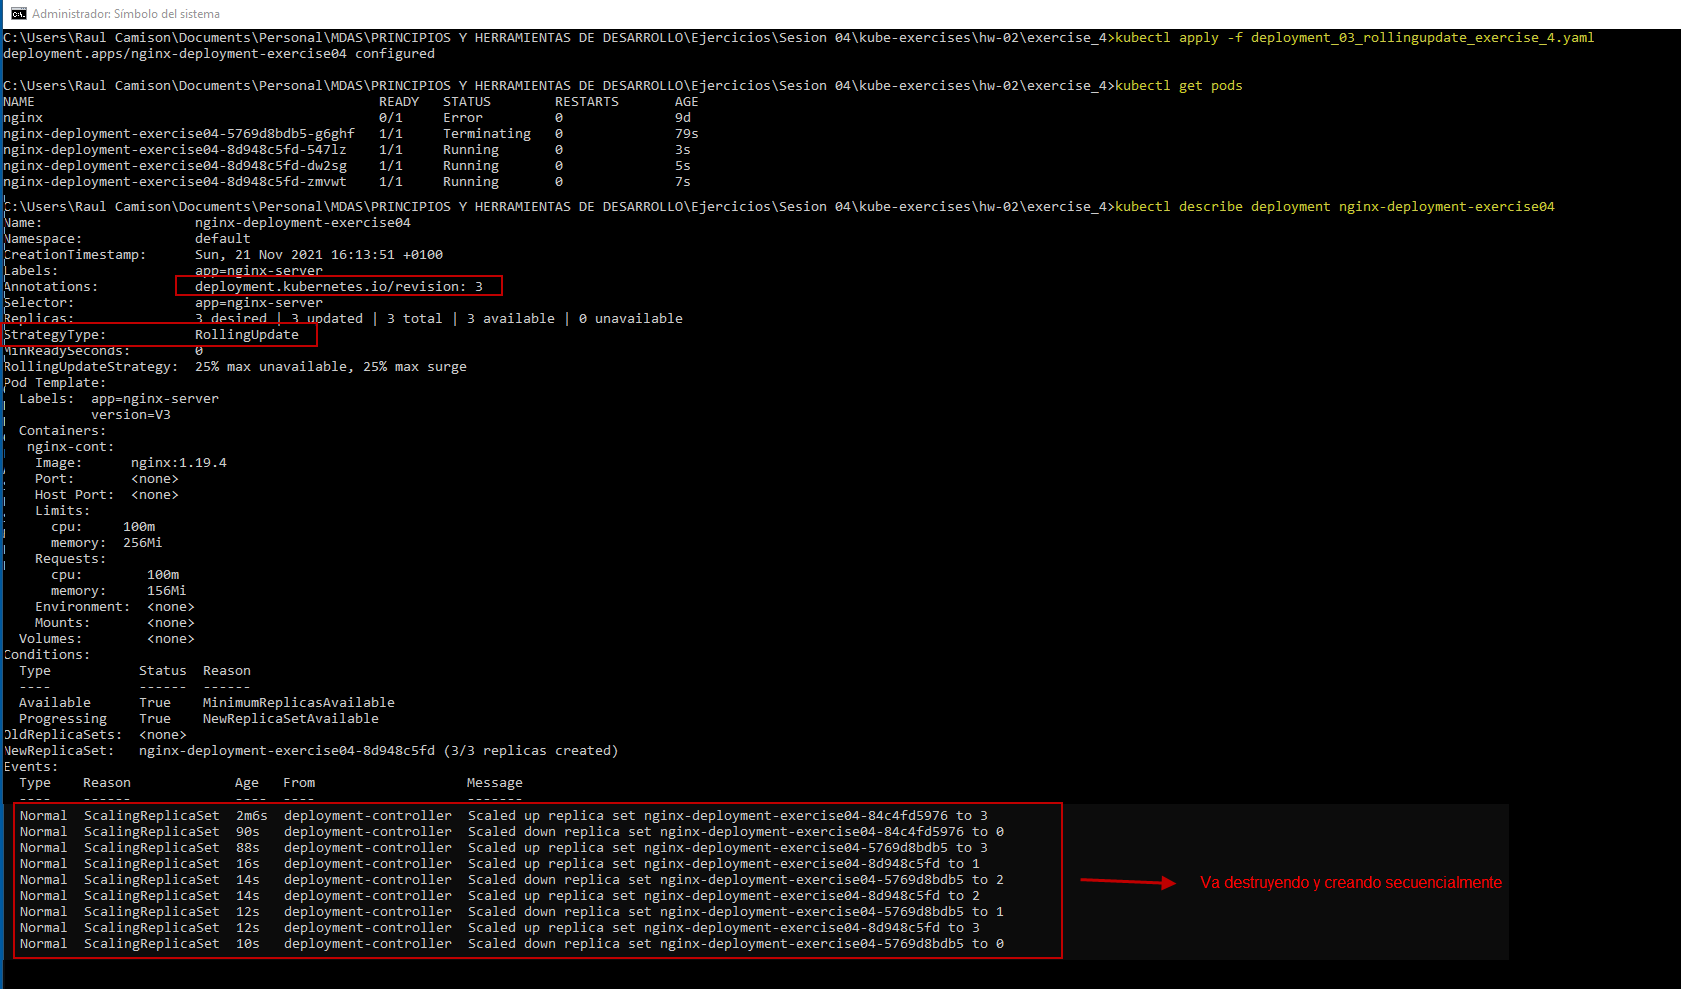 Administrador: Símbolo del sistema
C:\Users\Raul Camison\Documents\Personal\MDAS\PRINCIPIOS Y HERRAMIENTAS DE DESARROLLO\Ejercicios\Sesion 04\kube-exercises\hw-02\exercise_4>kubectl apply -f deployment_03_rollingupdate_exercise_4.yaml
deployment.apps/nginx-deployment-exercise04 configured
C:\Users\Raul Camison\Documents\Personal\MDAS\PRINCIPIOS Y HERRAMIENTAS DE DESARROLLO\Ejercicios\Sesion 04\kube-exercises\hw-02\exercise_4>kubectl get pods
NAME READY STATUS RESTARTS AGE
nginx 0/1 Error 0 9d
nginx-deployment-exercise04-5769d8bdb5-g6ghf 1/1 Terminating 0 79s
nginx-deployment-exercise04-8d948c5fd-547lz 1/1 Running 0 3s
nginx-deployment-exercise04-8d948c5fd-dw2sg 1/1 Running 0 5s
nginx-deployment-exercise04-8d948c5fd-zmvwt 1/1 Running 0 7s
C:\Users\Raul Camison\Documents\Personal\MDAS\PRINCIPIOS Y HERRAMIENTAS DE DESARROLLO\Ejercicios\Sesion 04\kube-exercises\hw-02\exercise_4>kubectl describe deployment nginx-deployment-exercise04
Name: nginx-deployment-exercise04
Namespace: default
CreationTimestamp: Sun, 21 Nov 2021 16:13:51 +0100
Labels: app=nginx-server
Annotations: deployment.kubernetes.io/revision: 3
Selector: app=nginx-server
Replicas: 3 desired | 3 updated | 3 total | 3 available | 0 unavailable
StrategyType: RollingUpdate
MinReadySeconds: 0
RollingUpdateStrategy: 25% max unavailable, 25% max surge
Pod Template:
Labels: app=nginx-server
version=V3
Containers:
nginx-cont:
Image: nginx:1.19.4
Port: <none>
Host Port: <none>
Limits:
cpu: 100m
memory: 256Mi
Requests:
cpu: 100m
memory: 156Mi
Environment: <none>
Mounts: <none>
Volumes: <none>
Conditions:
Type Status Reason
---- ------ ------
Available True MinimumReplicasAvailable
Progressing True NewReplicaSetAvailable
OldReplicaSets: <none>
NewReplicaSet: nginx-deployment-exercise04-8d948c5fd (3/3 replicas created)
Events:
Type Reason Age From Message
---- ------ ---- ---- -------
Normal ScalingReplicaSet 2m6s deployment-controller Scaled up replica set nginx-deployment-exercise04-84c4fd5976 to 3
Normal ScalingReplicaSet 90s deployment-controller Scaled down replica set nginx-deployment-exercise04-84c4fd5976 to 0
Normal ScalingReplicaSet 88s deployment-controller Scaled up replica set nginx-deployment-exercise04-5769d8bdb5 to 3
Normal ScalingReplicaSet 16s deployment-controller Scaled up replica set nginx-deployment-exercise04-8d948c5fd to 1
Normal ScalingReplicaSet 14s deployment-controller Scaled down replica set nginx-deployment-exercise04-5769d8bdb5 to 2
Normal ScalingReplicaSet 14s deployment-controller Scaled up replica set nginx-deployment-exercise04-8d948c5fd to 2
Normal ScalingReplicaSet 12s deployment-controller Scaled down replica set nginx-deployment-exercise04-5769d8bdb5 to 1
Normal ScalingReplicaSet 12s deployment-controller Scaled up replica set nginx-deployment-exercise04-8d948c5fd to 3
Normal ScalingReplicaSet 10s deployment-controller Scaled down replica set nginx-deployment-exercise04-5769d8bdb5 to 0
Va destruyendo y creando secuencialmente